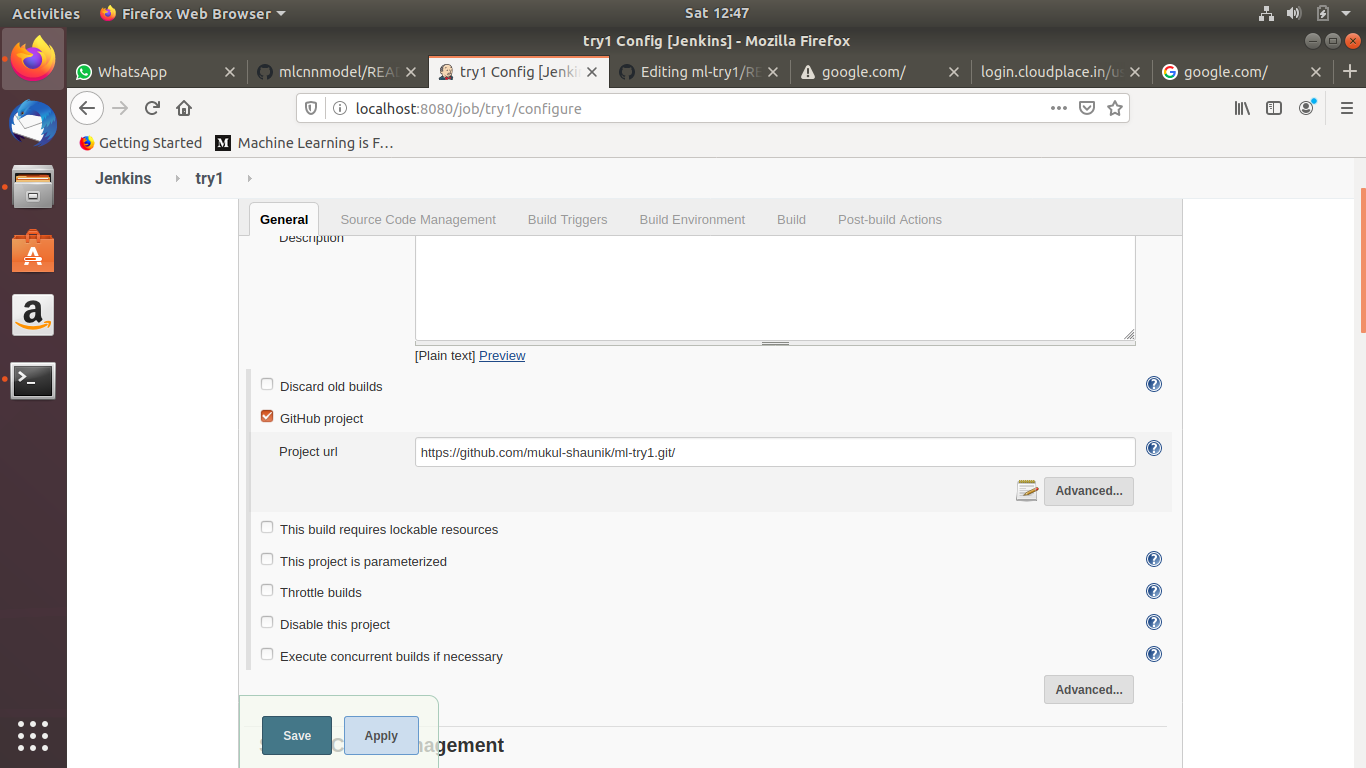 Activities Firefox Web Browser Sat 12:47
try1 Config [Jenkins] - Mozilla Firefox
WhatsApp mlcnnmodel/REA try1 Config [Jenki Editing ml-try1/RE google.com/ login.cloudplace.in/us google.com/
localhost:8080/job/try1/configure
Getting Started M Machine Learning is F...
Jenkins try1
General Source Code Management Build Triggers Build Environment Build Post-build Actions
Description
[Plain text] Preview
Discard old builds
GitHub project
Project url https://github.com/mukul-shaunik/ml-try1.git/
Advanced...
This build requires lockable resources
This project is parameterized
Throttle builds
Disable this project
Execute concurrent builds if necessary
Advanced...
Save Apply agement